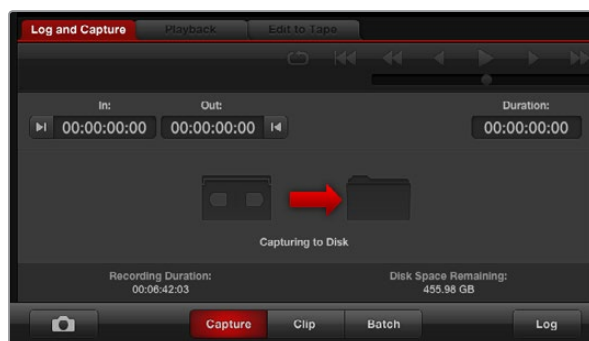 Log and Capture Playback Edit to Tape
In: Out: Duration:
00:00:00:00 00:00:00:00 00:00:00:00
Capturing to Disk
Recording Duration: Disk Space Remaining:
00:06:42:03 455.98 GB
Capture Clip Batch Log